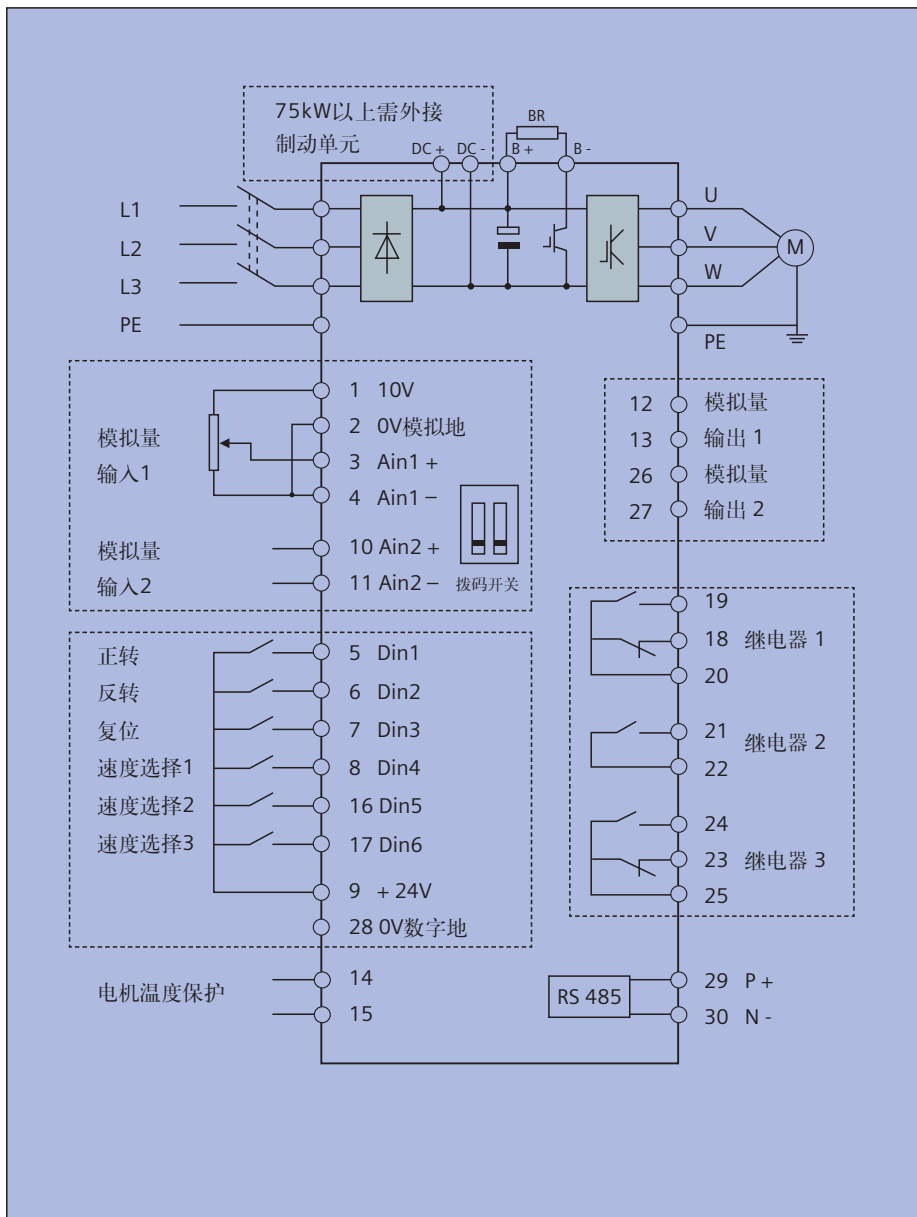 75kW以上需外接
制动单元
BR
DC + DC - B + B -
L1
L2
L3
PE
U
V
W
M
PE
模拟量
输入1
1 10V
2 0V模拟地
3 Ain1 +
4 Ain1 −
模拟量
输入2
10 Ain2 +
11 Ain2 −
拨码开关
12 模拟量
13 输出 1
26 模拟量
27 输出 2
正转 5 Din1
反转 6 Din2
复位 7 Din3
速度选择1 8 Din4
速度选择2 16 Din5
速度选择3 17 Din6
9 + 24V
28 0V数字地
19
18 继电器 1
20
21
继电器 2
22
24
23 继电器 3
25
电机温度保护
14
15
RS 485
29 P +
30 N -